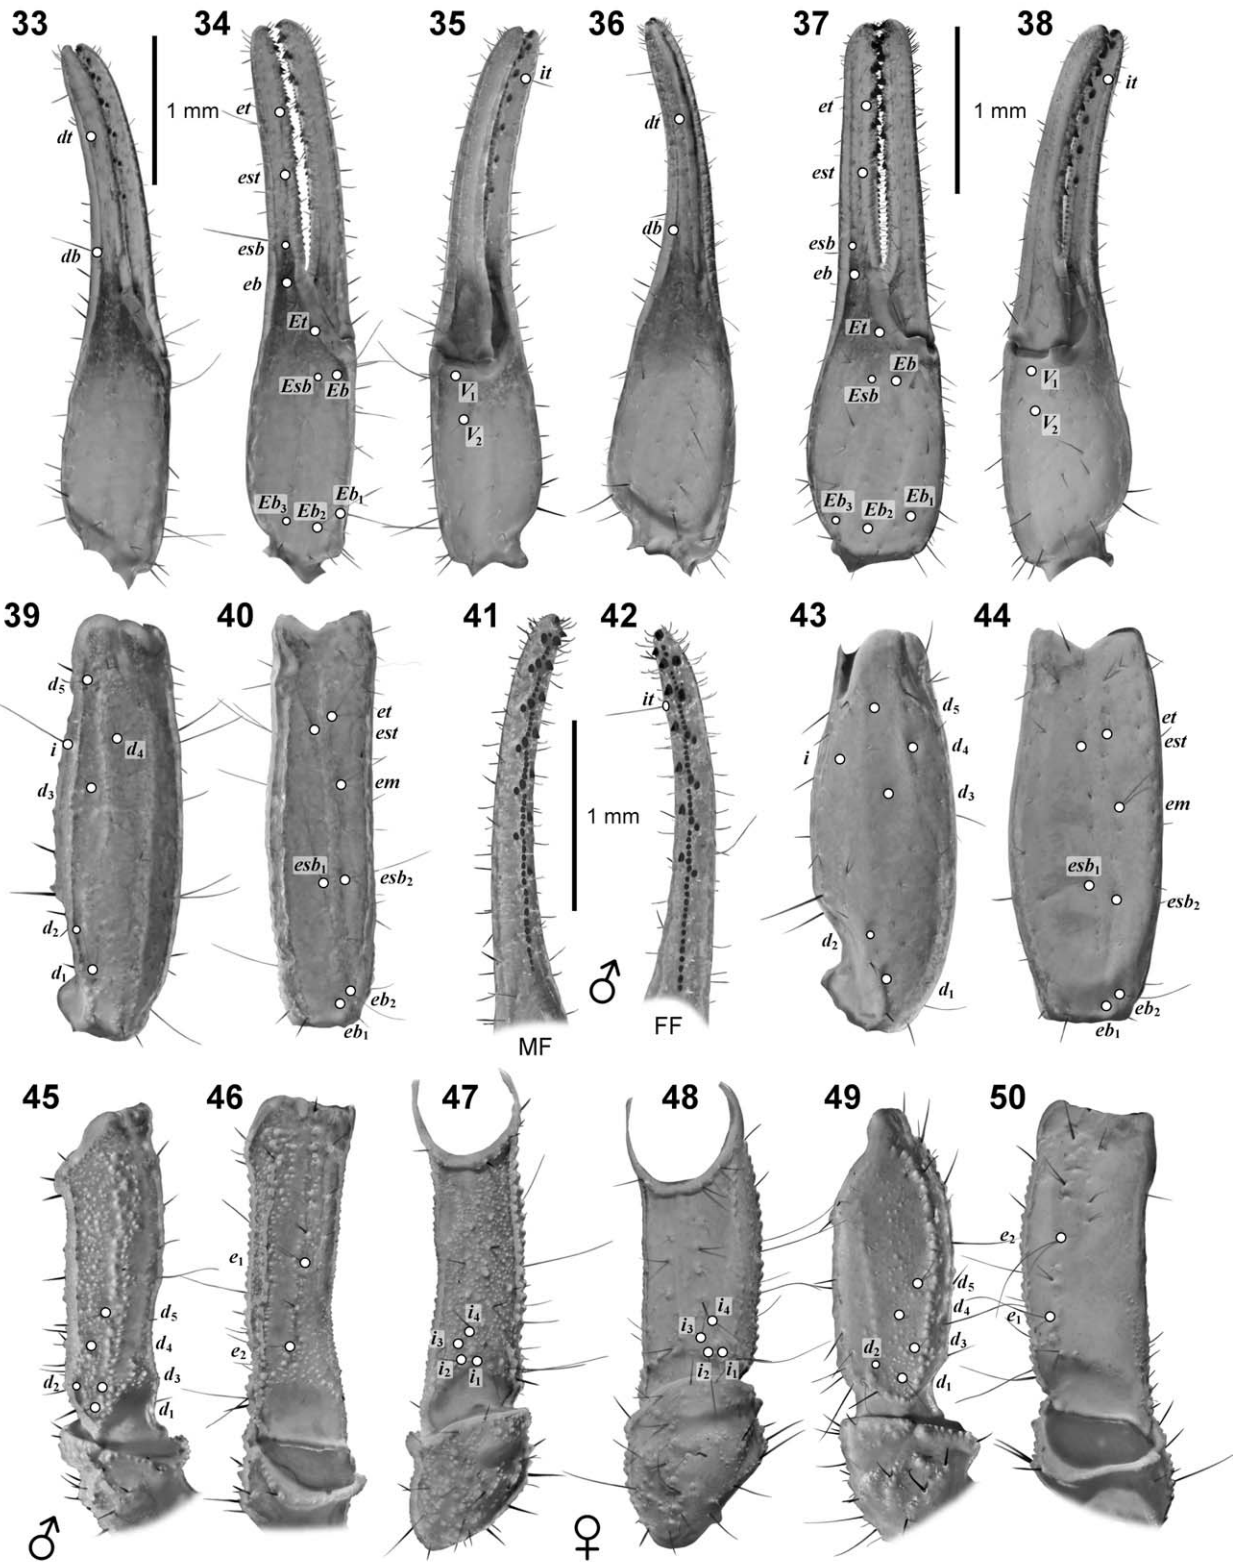 33 34 35 36 37 38
1 mm 1 mm
dt db
et est esb eb Et Esb Eb Eb3 Eb2 Eb1
it V1 V2
dt db
et est esb eb Et Esb Eb Eb3 Eb2 Eb1
it V1 V2
39 40 41 42 43 44
d5 i d4 d3 d2 d1
et est em esb1 esb2 eb2 eb1
1 mm
it
♂
MF FF
i d5 d4 d3 d2 d1
et est em esb1 esb2 eb2 eb1
45 46 47 48 49 50
d5 d4 d3 d2 d1
e1 e2
i4 i3 i2 i1
i4 i3 i2 i1
d5 d4 d3 d2 d1
e2 e1
♂ ♀